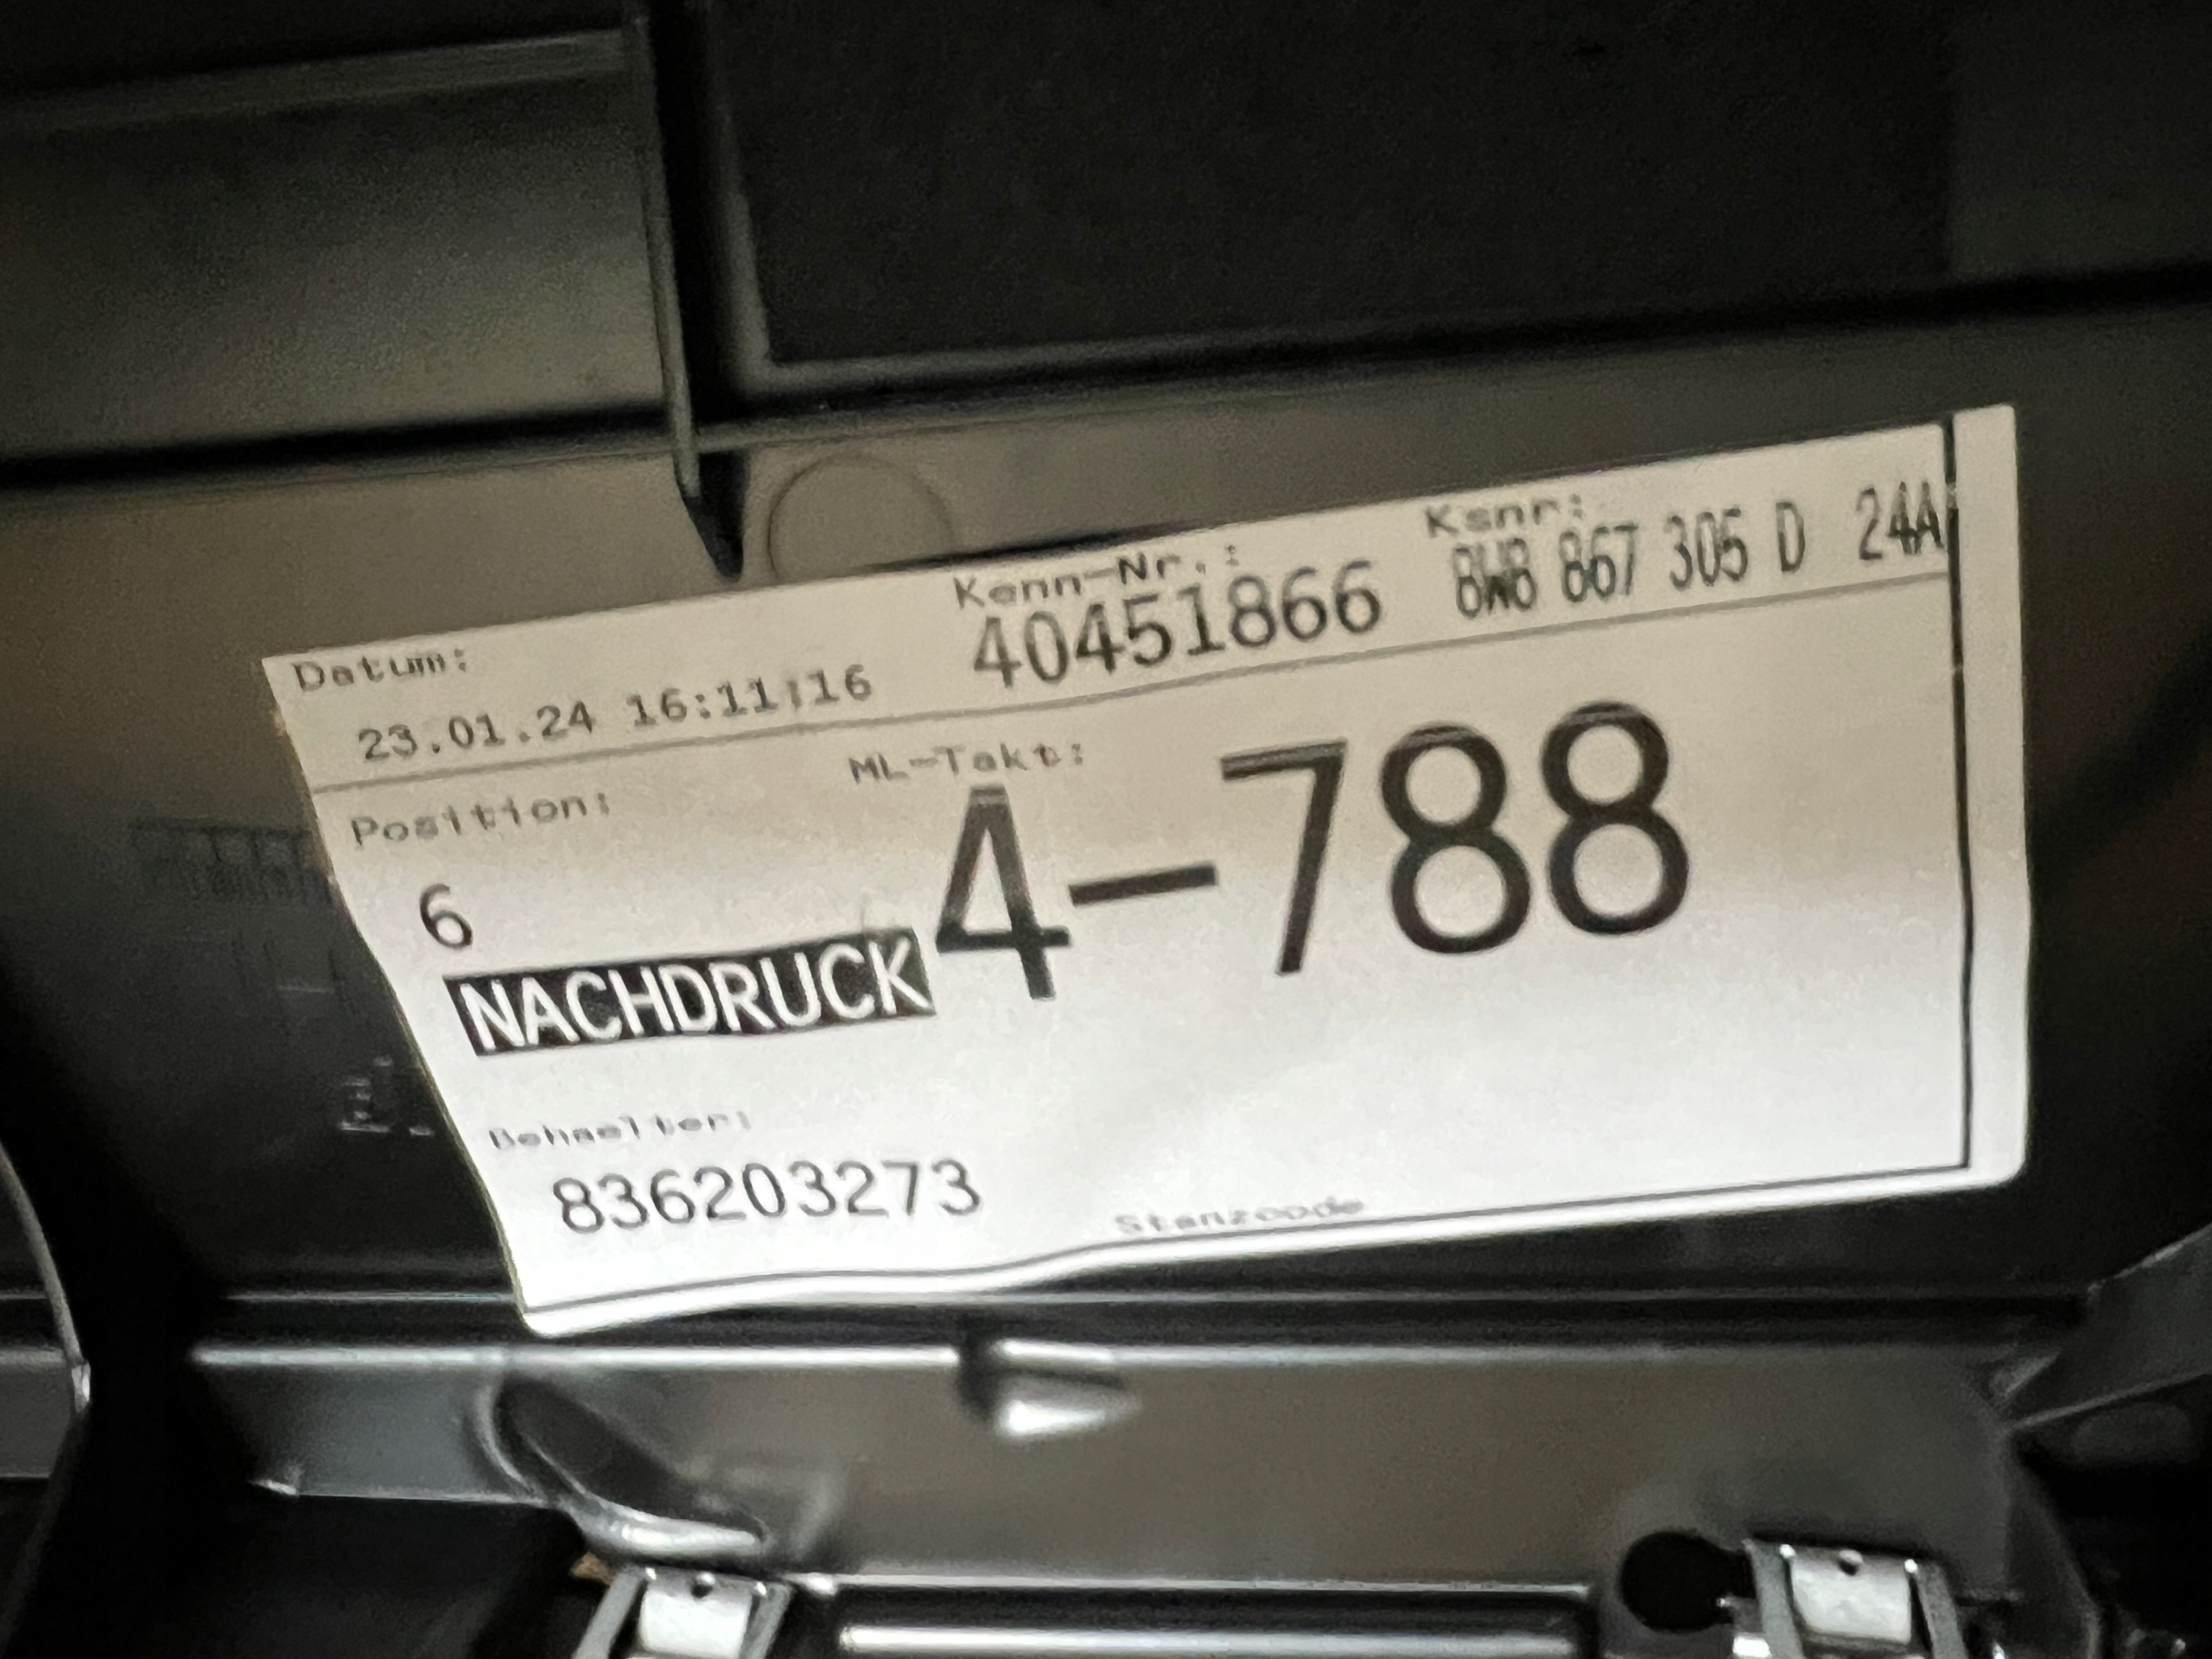 Datum: Kenn-Nr.: Ksnr:
23.01.24 16:11:16 40451866 8W8 867 305 D 24A
Position: ML-Takt:
6 4-788
NACHDRUCK
Behaelter:
836203273
Stanzcode